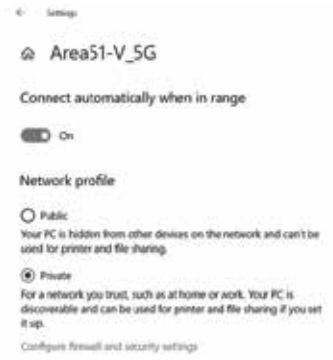 Settings
Area51-V_5G
Connect automatically when in range
On
Network profile
Public
Your PC is hidden from other devices on the network and can't be
used for printer and file sharing.
Private
For a network you trust, such as at home or work. Your PC is
discoverable and can be used for printer and file sharing if you set
it up.
Configure firewall and security settings